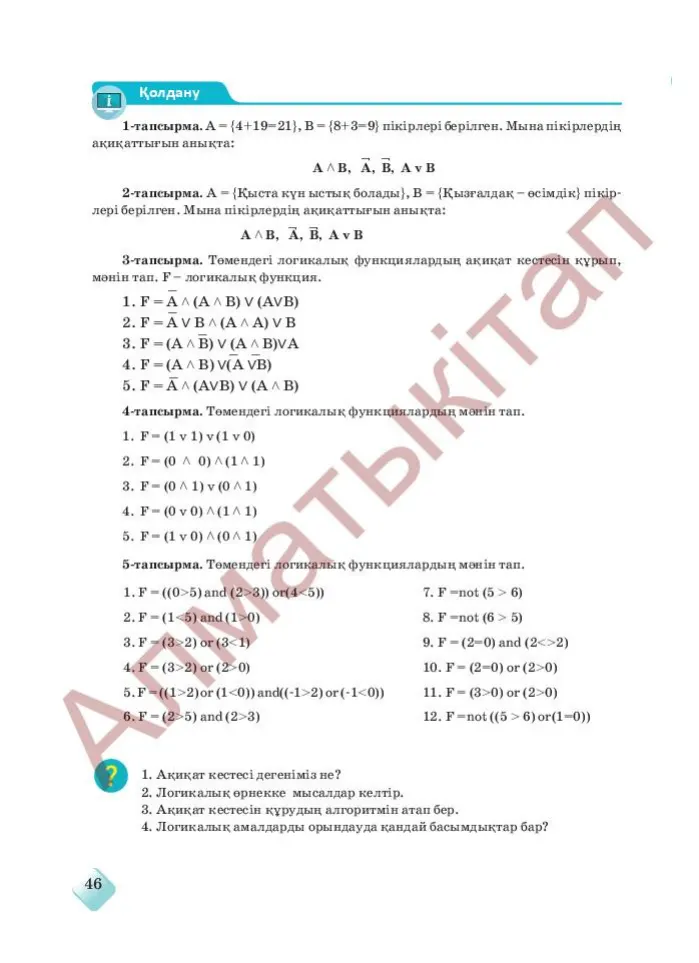 Қолдану
1-тапсырма. A = {4+19=21}, B = {8+3=9} пікірлері берілген. Мына пікірлердің
ақиқаттығын анықта:
A ∧ B, A̅, B̅, A v B
2-тапсырма. A = {Қыста күн ыстық болады}, B = {Қызғалдақ – өсімдік} пікір-
лері берілген. Мына пікірлердің ақиқаттығын анықта:
A ∧ B, A̅, B̅, A v B
3-тапсырма. Төмендегі логикалық функциялардың ақиқат кестесін құрып,
мәнін тап. F – логикалық функция.
1. F = A̅ ∧ (A ∧ B) ∨ (A∨B)
2. F = A̅ ∨ B ∧ (A ∧ A) ∨ B
3. F = (A ∧ B̅) ∨ (A ∧ B)∨A
4. F = (A ∧ B) ∨(A̅ ∨B̅)
5. F = A̅ ∧ (A∨B) ∨ (A ∧ B)
4-тапсырма. Төмендегі логикалық функциялардың мәнін тап.
1. F = (1 v 1) v (1 v 0)
2. F = (0 ∧ 0) ∧ (1 ∧ 1)
3. F = (0 ∧ 1) v (0 ∧ 1)
4. F = (0 v 0) ∧ (1 ∧ 1)
5. F = (1 v 0) ∧ (0 ∧ 1)
5-тапсырма. Төмендегі логикалық функциялардың мәнін тап.
1. F = ((0>5) and (2>3)) or(4<5))
2. F = (1<5) and (1>0)
3. F = (3>2) or (3<1)
4. F = (3>2) or (2>0)
5. F = ((1>2) or (1<0)) and((-1>2) or (-1<0))
6. F = (2>5) and (2>3)
7. F =not (5 > 6)
8. F =not (6 > 5)
9. F = (2=0) and (2<>2)
10. F = (2=0) or (2>0)
11. F = (3>0) or (2>0)
12. F =not ((5 > 6) or(1=0))
?
1. Ақиқат кестесі дегеніміз не?
2. Логикалық өрнекке мысалдар келтір.
3. Ақиқат кестесін құрудың алгоритмін атап бер.
4. Логикалық амалдарды орындауда қандай басымдықтар бар?
46
Алматыкітап